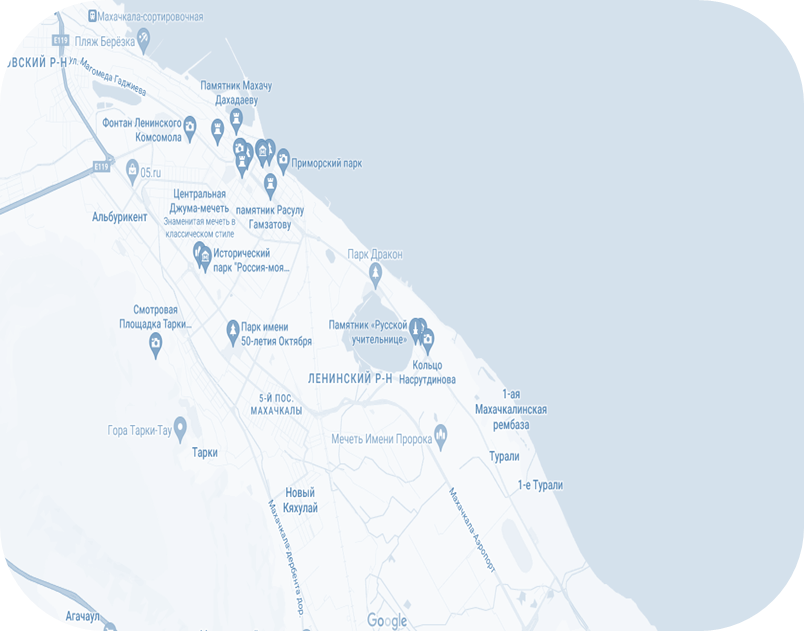 Махачкала-сортировочная
E119
Пляж Берёзка
ОВСКИЙ Р-Н
Ул. Магомеда Гаджиева
Памятник Махачу
Дахадаеву
Фонтан Ленинского
Комсомола
Приморский парк
E119
05.ru
Центральная
Джума-мечеть
Знаменитая мечеть в
классическом стиле
памятник Расулу
Гамзатову
Альбурикент
Исторический
парк "Россия-моя...
Парк Дракон
Смотровая
Площадка Тарки...
Парк имени
50-летия Октября
Памятник «Русской
учительнице»
Кольцо
Насрутдинова
ЛЕНИНСКИЙ Р-Н
5-Й ПОС.
МАХАЧКАЛЫ
1-ая
Махачкалинская
рембаза
Гора Тарки-Тау
Мечеть Имени Пророка
Тарки
Турали
1-е Турали
Новый
Кяхулай
Махачкала-Аэропорт
Махачкала-дербента дор.
Агачаул
Google